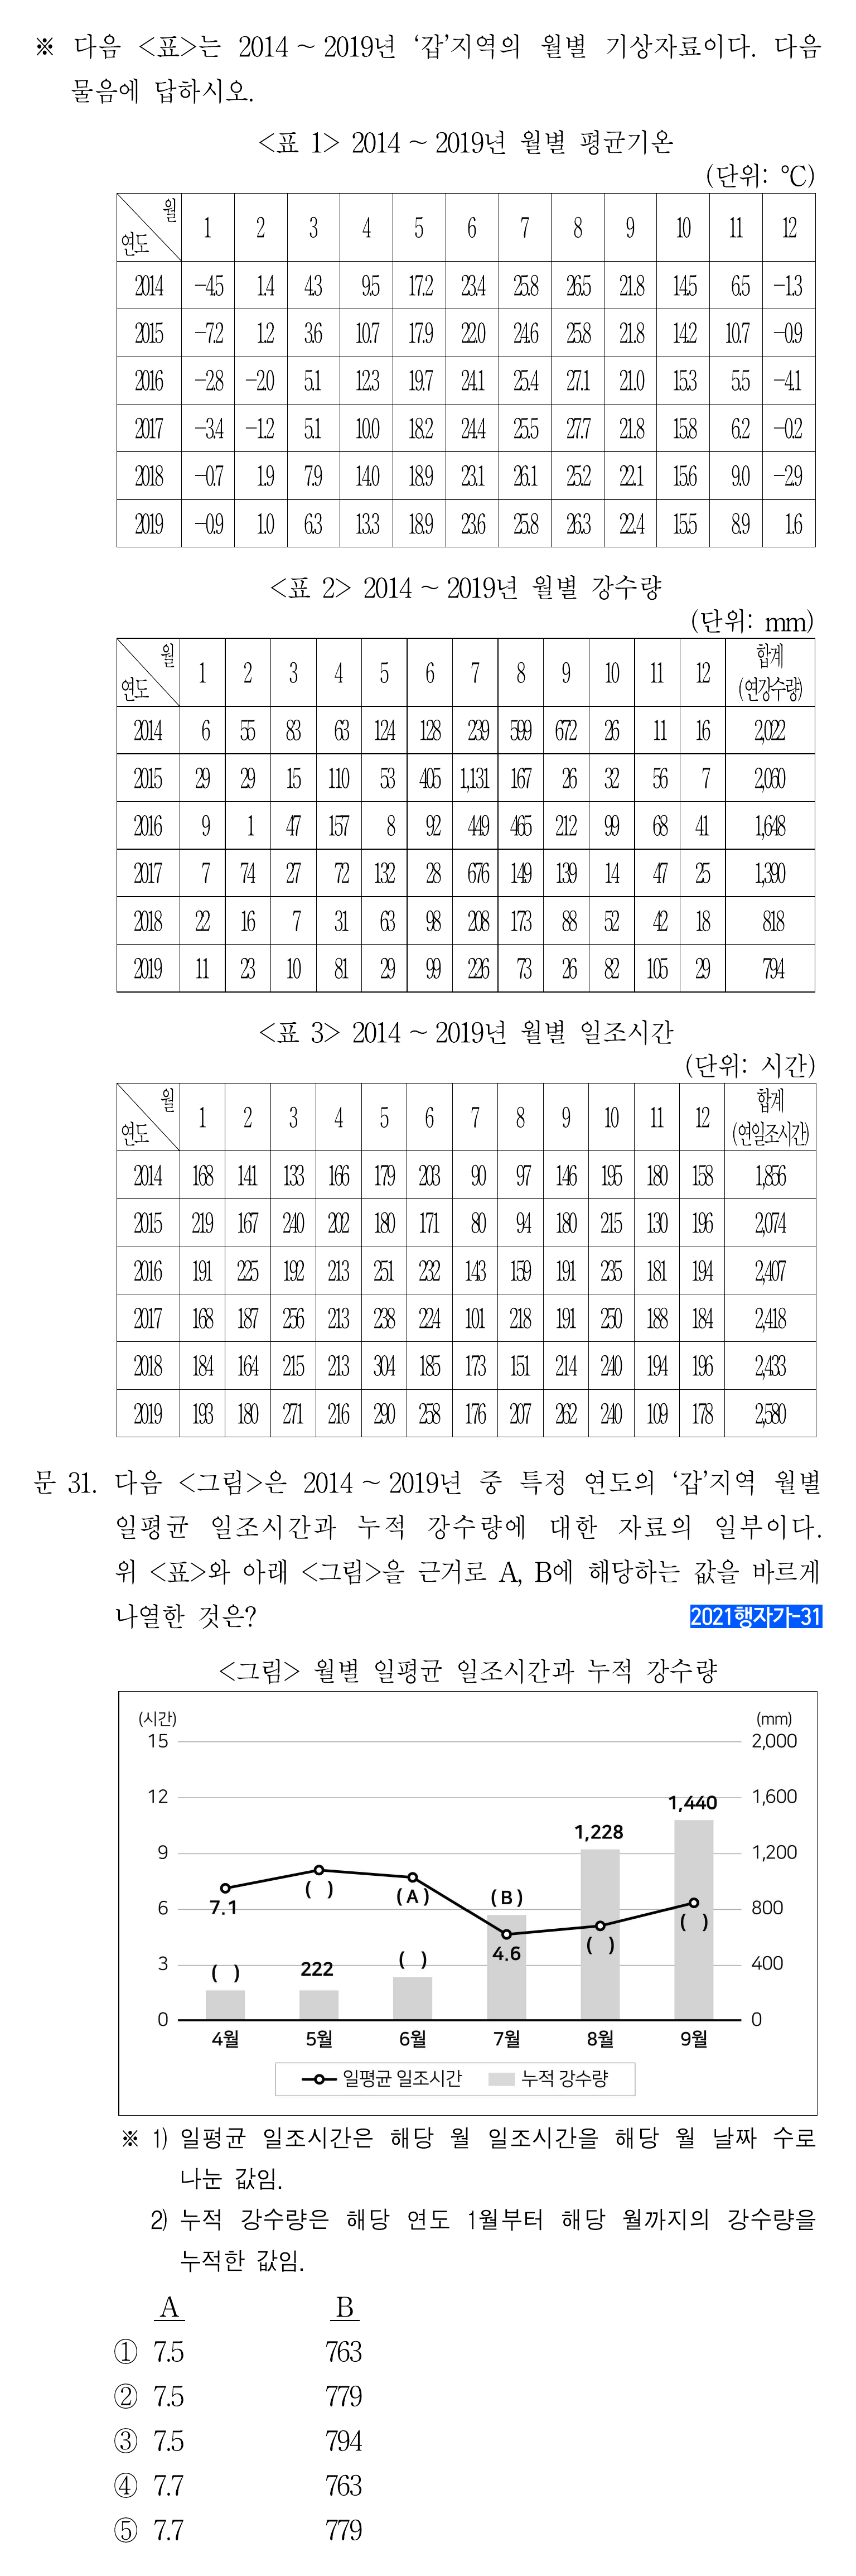 ※ 다음 <표>는 2014 ~ 2019년 ‘갑’지역의 월별 기상자료이다. 다음
물음에 답하시오.
<표 1> 2014 ~ 2019년 월별 평균기온
(단위: ℃)
월 연도 1 2 3 4 5 6 7 8 9 10 11 12
2014 −4.5 1.4 4.3 9.5 17.2 23.4 25.8 26.5 21.8 14.5 6.5 −1.3
2015 −7.2 1.2 3.6 10.7 17.9 22.0 24.6 25.8 21.8 14.2 10.7 −0.9
2016 −2.8 −2.0 5.1 12.3 19.7 24.1 25.4 27.1 21.0 15.3 5.5 −4.1
2017 −3.4 −1.2 5.1 10.0 18.2 24.4 25.5 27.7 21.8 15.8 6.2 −0.2
2018 −0.7 1.9 7.9 14.0 18.9 23.1 26.1 25.2 22.1 15.6 9.0 −2.9
2019 −0.9 1.0 6.3 13.3 18.9 23.6 25.8 26.3 22.4 15.5 8.9 1.6
<표 2> 2014 ~ 2019년 월별 강수량
(단위: mm)
월 연도 1 2 3 4 5 6 7 8 9 10 11 12 합계 (연강수량)
2014 6 55 83 63 124 128 239 599 672 26 11 16 2,022
2015 29 29 15 110 53 405 1,131 167 26 32 56 7 2,060
2016 9 1 47 157 8 92 449 465 212 99 68 41 1,648
2017 7 74 27 72 132 28 676 149 139 14 47 25 1,390
2018 22 16 7 31 63 98 208 173 88 52 42 18 818
2019 11 23 10 81 29 99 226 73 26 82 105 29 794
<표 3> 2014 ~ 2019년 월별 일조시간
(단위: 시간)
월 연도 1 2 3 4 5 6 7 8 9 10 11 12 합계 (연일조시간)
2014 168 141 133 166 179 203 90 97 146 195 180 158 1,856
2015 219 167 240 202 180 171 80 94 180 215 130 196 2,074
2016 191 225 192 213 251 232 143 159 191 235 181 194 2,407
2017 168 187 256 213 238 224 101 218 191 250 188 184 2,418
2018 184 164 215 213 304 185 173 151 214 240 194 196 2,433
2019 193 180 271 216 290 258 176 207 262 240 109 178 2,580
문 31. 다음 <그림>은 2014 ~ 2019년 중 특정 연도의 ‘갑’지역 월별
일평균 일조시간과 누적 강수량에 대한 자료의 일부이다.
위 <표>와 아래 <그림>을 근거로 A, B에 해당하는 값을 바르게
나열한 것은? 2021행자가-31
<그림> 월별 일평균 일조시간과 누적 강수량
(시간) (mm)
15 2,000
12 1,600
1,440
1,228
9 1,200
( ) (A) (B)
6 800
7.1 ( )
4.6 ( )
3 400
( ) 222 ( )
0 0
4월 5월 6월 7월 8월 9월
일평균 일조시간 누적 강수량
※ 1) 일평균 일조시간은 해당 월 일조시간을 해당 월 날짜 수로
나눈 값임.
2) 누적 강수량은 해당 연도 1월부터 해당 월까지의 강수량을
누적한 값임.
A B
① 7.5 763
② 7.5 779
③ 7.5 794
④ 7.7 763
⑤ 7.7 779